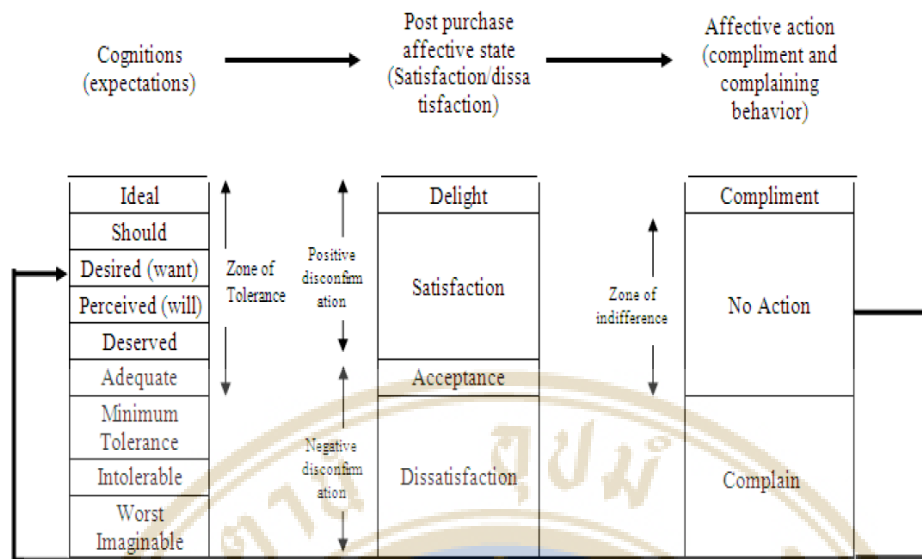 Cognitions
(expectations)
Post purchase
affective state
(Satisfaction/dissa
tisfaction)
Affective action
(compliment and
complaining
behavior)
Ideal
Should
Desired (want)
Perceived (will)
Deserved
Adequate
Minimum
Tolerance
Intolerable
Worst
Imaginable
Zone of
Tolerance
Positive
disconfirm
ation
Negative
disconfirm
ation
Delight
Satisfaction
Acceptance
Dissatisfaction
Zone of
indifference
Compliment
No Action
Complain